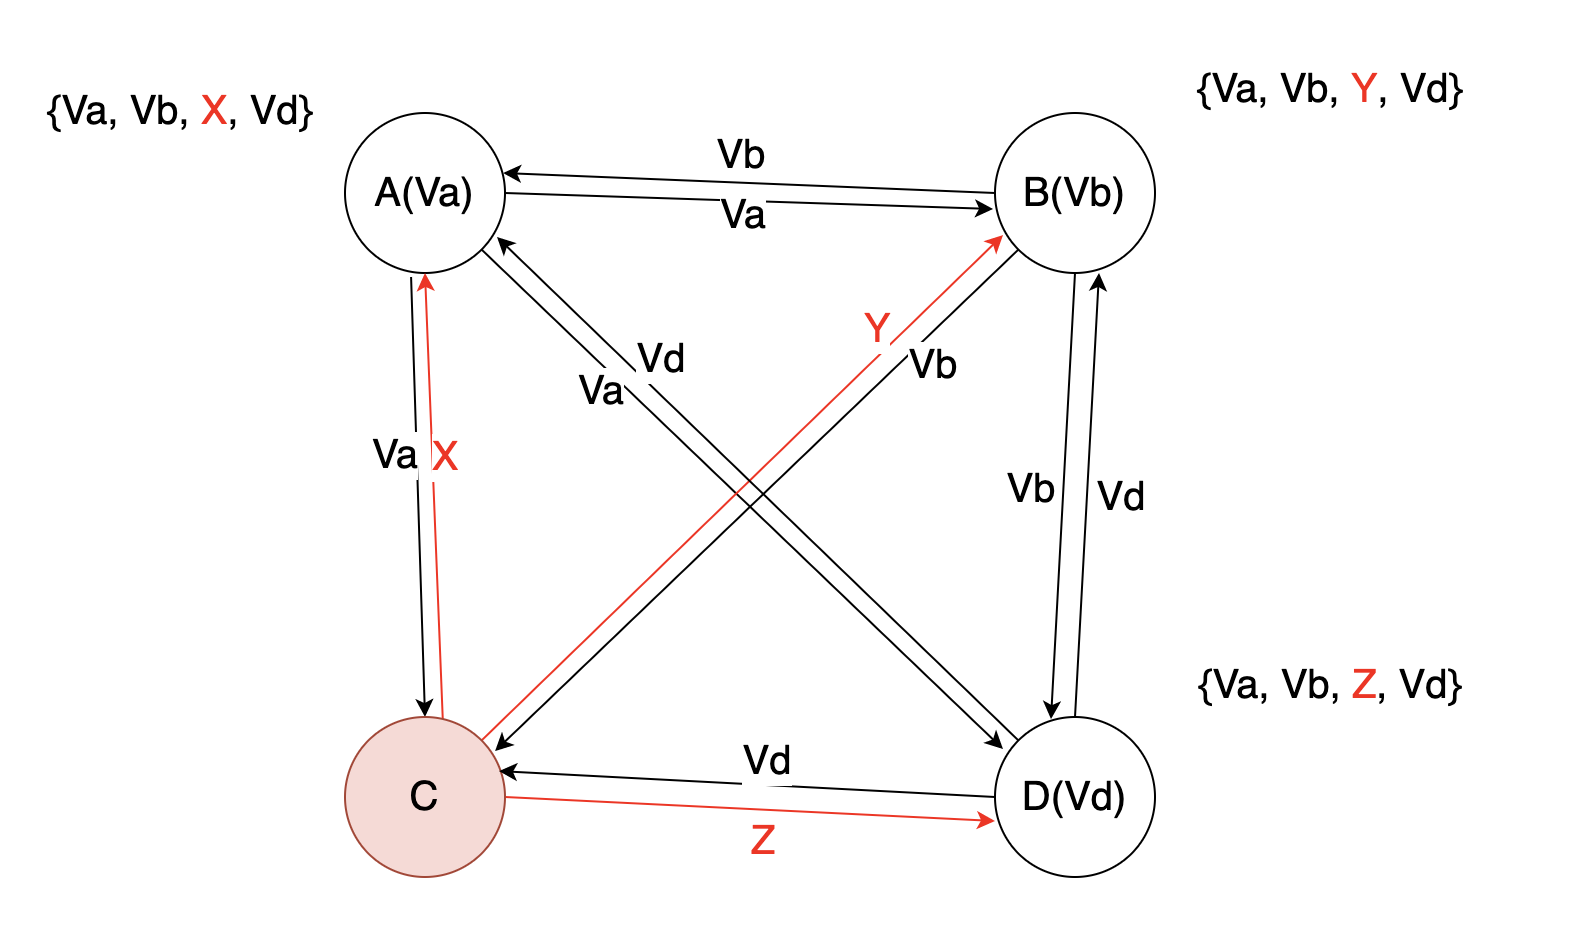 {Va, Vb, X, Vd}
{Va, Vb, Y, Vd}
A(Va)
Vb
Va
B(Vb)
Y
Vd
Va
Vb
Va
X
Vb
Vd
{Va, Vb, Z, Vd}
C
Vd
Z
D(Vd)